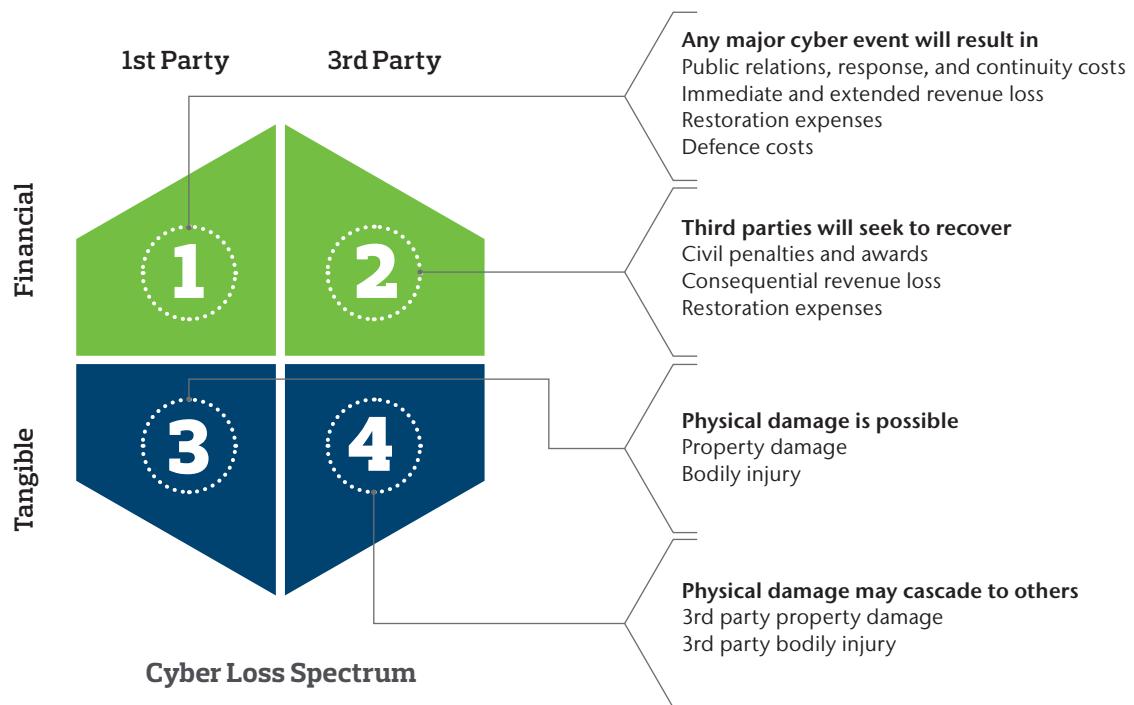 1st Party
3rd Party
Financial
Tangible
1
2
3
4
Cyber Loss Spectrum
Any major cyber event will result in
Public relations, response, and continuity costs
Immediate and extended revenue loss
Restoration expenses
Defence costs
Third parties will seek to recover
Civil penalties and awards
Consequential revenue loss
Restoration expenses
Physical damage is possible
Property damage
Bodily injury
Physical damage may cascade to others
3rd party property damage
3rd party bodily injury